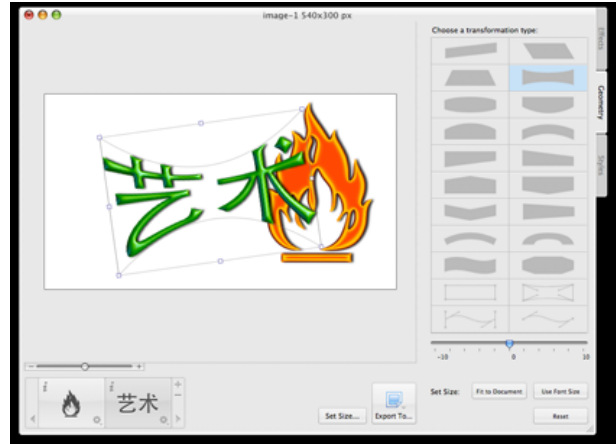 image-1 540x300 px
Choose a transformation type:
Effects
Geometry
Styles
艺术
-10
0
10
艺术
Set Size...
Export To...
Set Size:
Fit to Document
Use Font Size
Reset